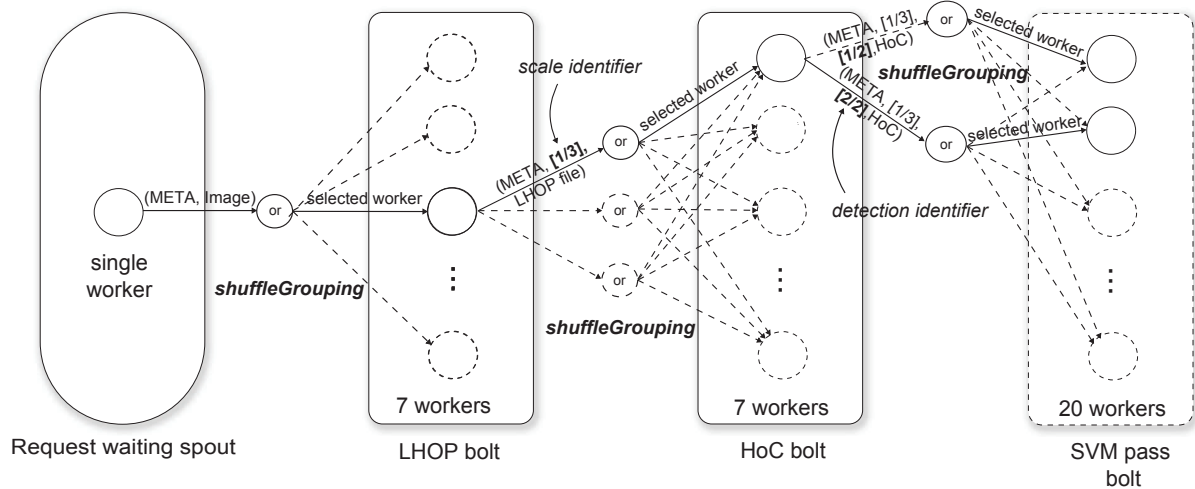 (META, Image)
or
single
worker
shuffleGrouping
Request waiting spout
selected worker
⋮
7 workers
LHOP bolt
scale identifier
(META, [1/3],
LHOP file)
or
or
or
shuffleGrouping
selected worker
⋮
7 workers
HoC bolt
(META, [1/3],
[1/2],HoC)
shuffleGrouping
(META, [1/3],
[2/2],HoC)
detection identifier
or
or
selected worker
selected worker
⋮
20 workers
SVM pass
bolt